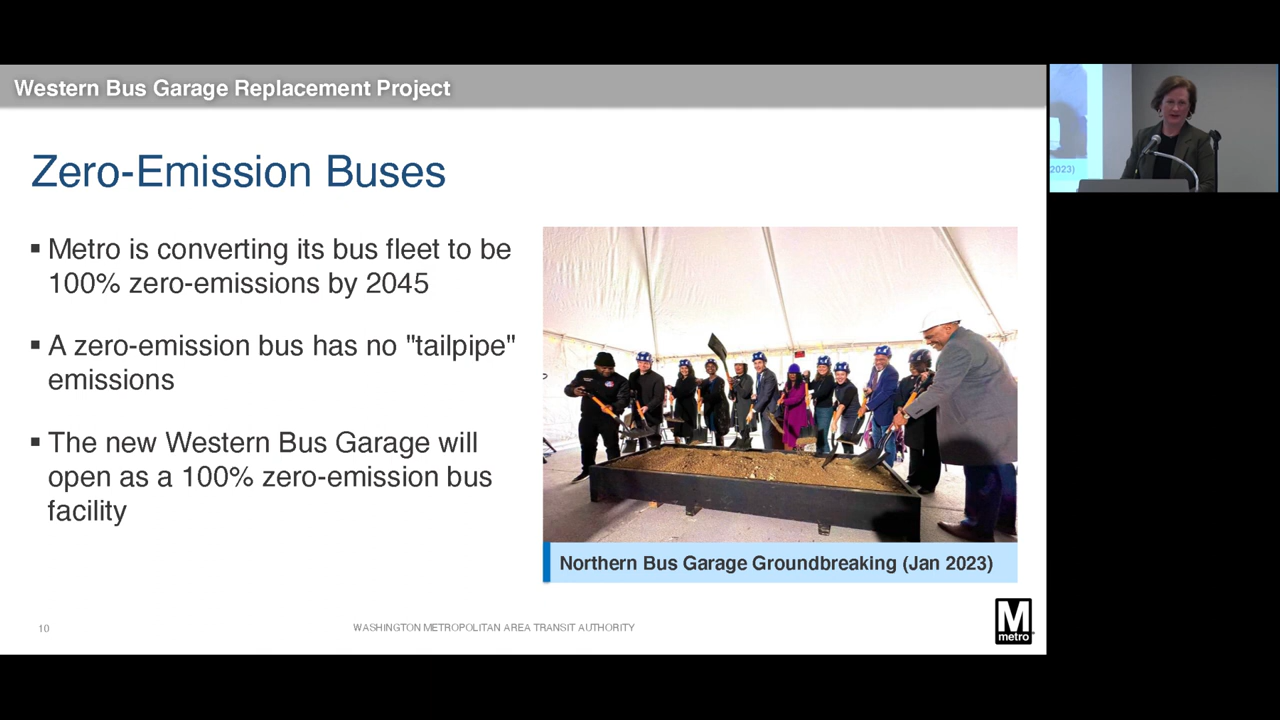 Western Bus Garage Replacement Project
Zero-Emission Buses
▪ Metro is converting its bus fleet to be
100% zero-emissions by 2045
▪ A zero-emission bus has no "tailpipe"
emissions
▪ The new Western Bus Garage will
open as a 100% zero-emission bus
facility
Northern Bus Garage Groundbreaking (Jan 2023)
10
WASHINGTON METROPOLITAN AREA TRANSIT AUTHORITY
M
metro
2023)